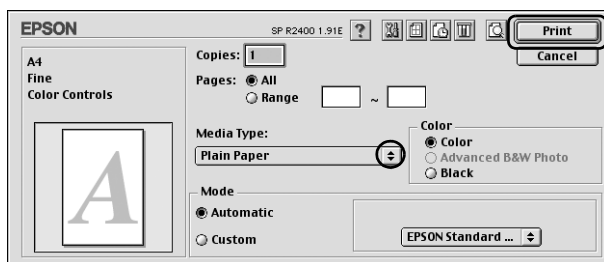 EPSON
SP R2400 1.91E
?
Print
Cancel
A4
Fine
Color Controls
A
Copies: 1
Pages: All
Range ~
Media Type:
Plain Paper
Color
Color
Advanced B&W Photo
Black
Mode
Automatic
Custom
EPSON Standard ...